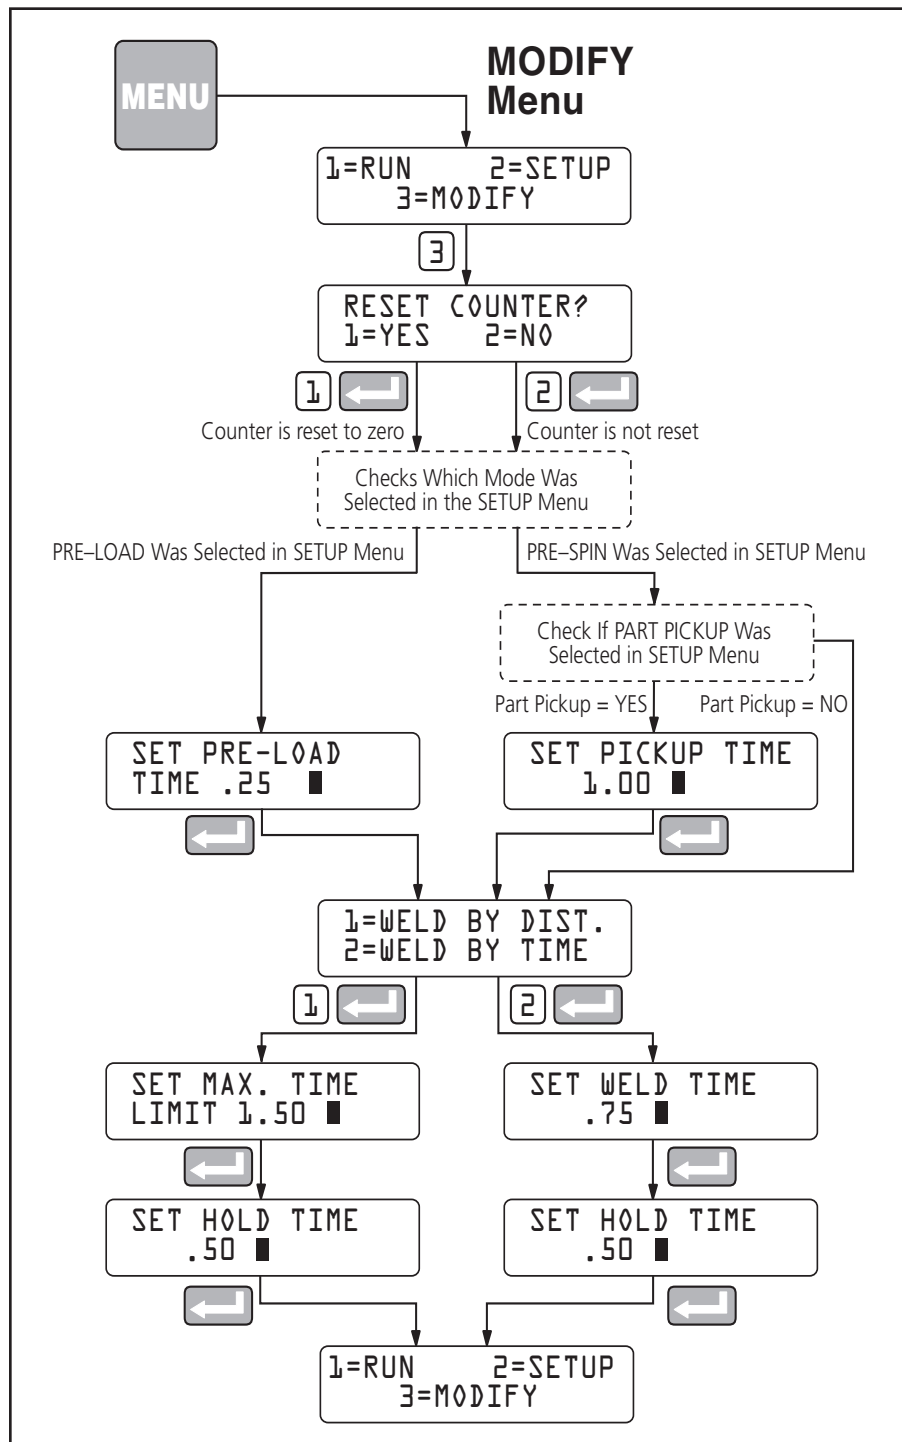 MENU
MODIFY
Menu
1=RUN 2=SETUP
3=MODIFY
3
RESET COUNTER?
1=YES 2=NO
1
2
Counter is reset to zero
Counter is not reset
Checks Which Mode Was
Selected in the SETUP Menu
PRE–LOAD Was Selected in SETUP Menu
PRE–SPIN Was Selected in SETUP Menu
Check If PART PICKUP Was
Selected in SETUP Menu
Part Pickup = YES
Part Pickup = NO
SET PRE-LOAD
TIME .25
SET PICKUP TIME
1.00
1=WELD BY DIST.
2=WELD BY TIME
1
2
SET MAX. TIME
LIMIT 1.50
SET WELD TIME
.75
SET HOLD TIME
.50
SET HOLD TIME
.50
1=RUN 2=SETUP
3=MODIFY